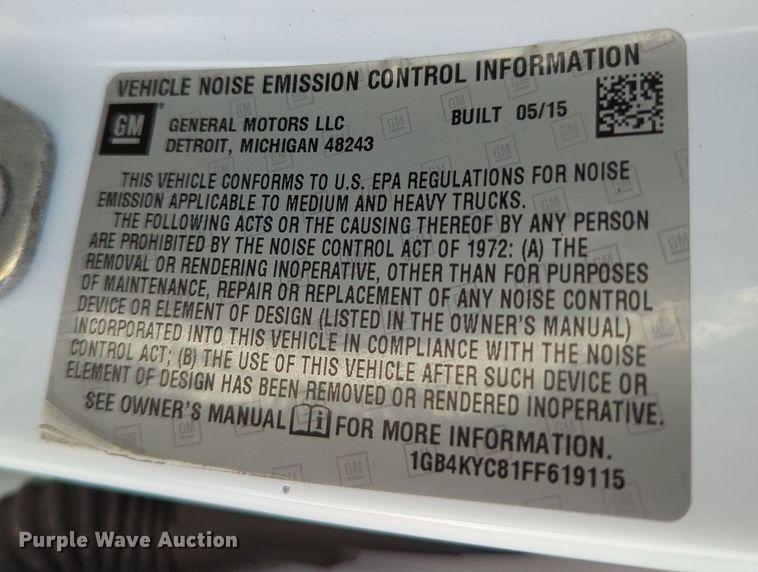 VEHICLE NOISE EMISSION CONTROL INFORMATION
GM ®
GENERAL MOTORS LLC BUILT 05/15
DETROIT, MICHIGAN 48243
THIS VEHICLE CONFORMS TO U.S. EPA REGULATIONS FOR NOISE
EMISSION APPLICABLE TO MEDIUM AND HEAVY TRUCKS.
THE FOLLOWING ACTS OR THE CAUSING THEREOF BY ANY PERSON
ARE PROHIBITED BY THE NOISE CONTROL ACT OF 1972: (A) THE
REMOVAL OR RENDERING INOPERATIVE, OTHER THAN FOR PURPOSES
OF MAINTENANCE, REPAIR OR REPLACEMENT OF ANY NOISE CONTROL
DEVICE OR ELEMENT OF DESIGN (LISTED IN THE OWNER'S MANUAL)
INCORPORATED INTO THIS VEHICLE IN COMPLIANCE WITH THE NOISE
CONTROL ACT; (B) THE USE OF THIS VEHICLE AFTER SUCH DEVICE OR
ELEMENT OF DESIGN HAS BEEN REMOVED OR RENDERED INOPERATIVE.
SEE OWNER'S MANUAL i FOR MORE INFORMATION.
1GB4KYC81FF619115
Purple Wave Auction